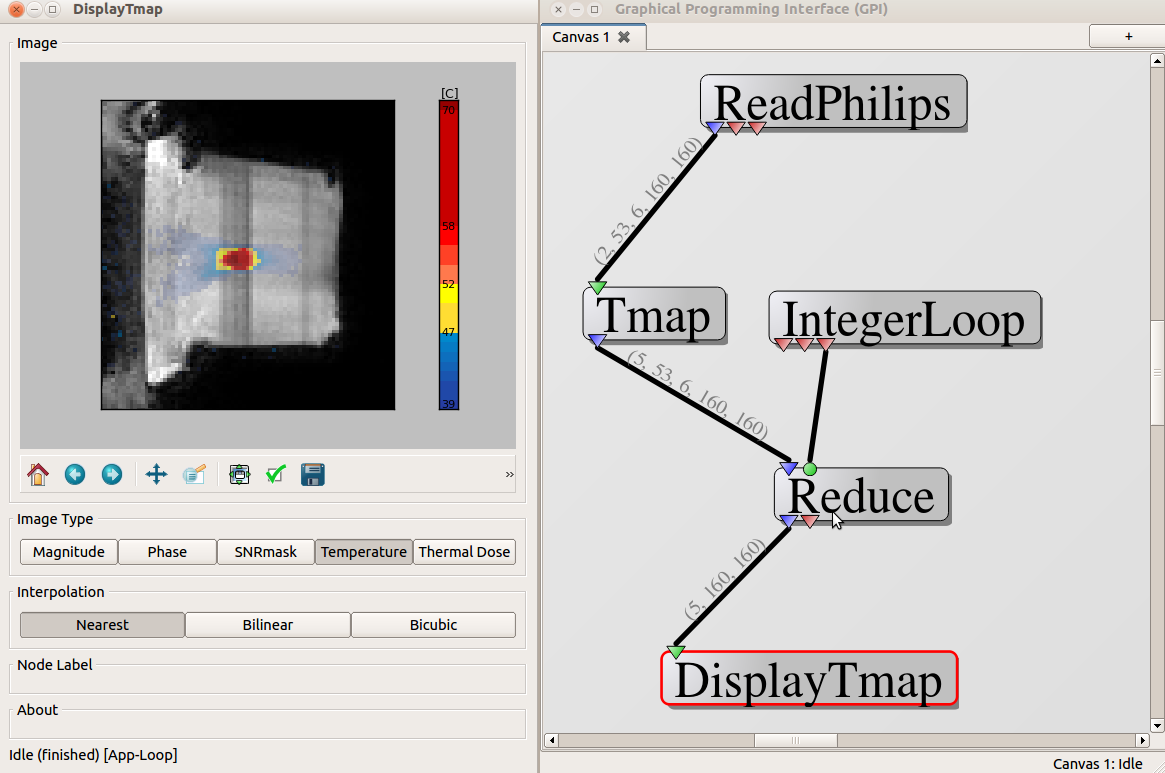 DisplayTmap
Image
[C]
70
58
52
47
39
»
Image Type
Magnitude
Phase
SNRmask
Temperature
Thermal Dose
Interpolation
Nearest
Bilinear
Bicubic
Node Label
About
Idle (finished) [App-Loop]
Graphical Programming Interface (GPI)
Canvas 1
+
ReadPhilips
(2, 53, 6, 160, 160)
Tmap
IntegerLoop
(5, 53, 6, 160, 160)
Reduce
(5, 160, 160)
DisplayTmap
Canvas 1: Idle